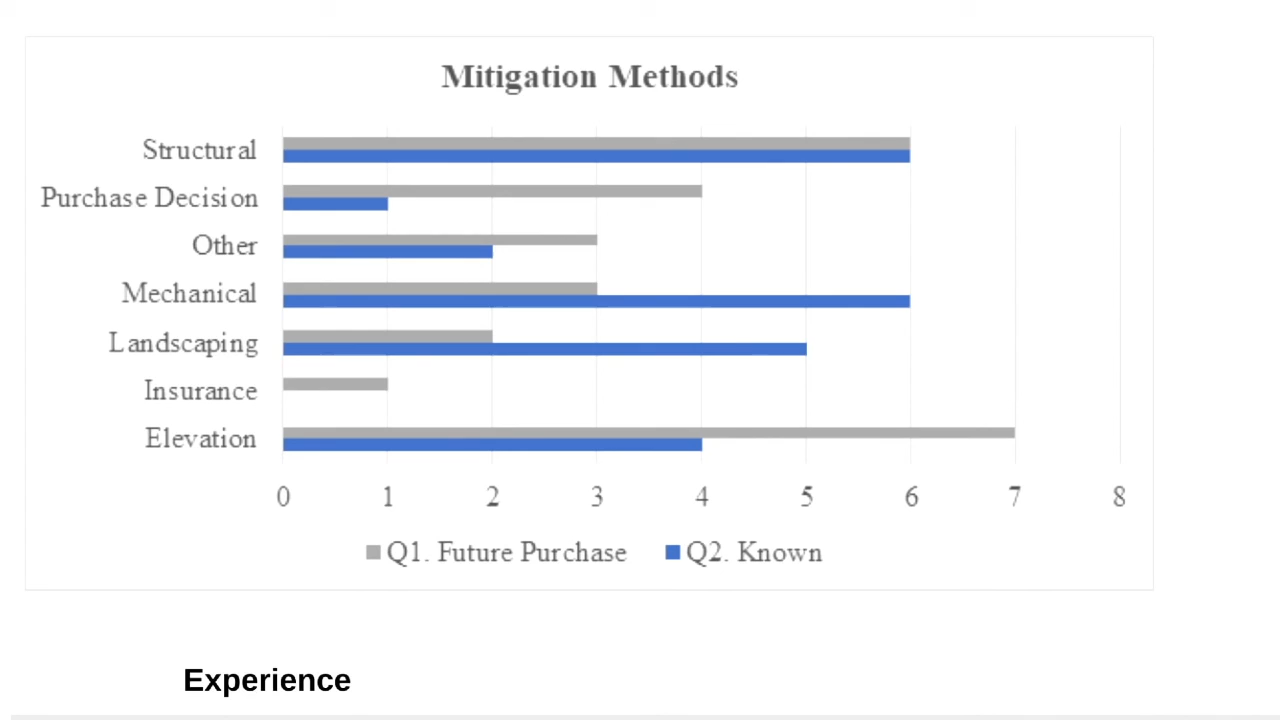 Mitigation Methods
Structural
Purchase Decision
Other
Mechanical
Landscaping
Insurance
Elevation
0 1 2 3 4 5 6 7 8
Q1. Future Purchase Q2. Known
Experience